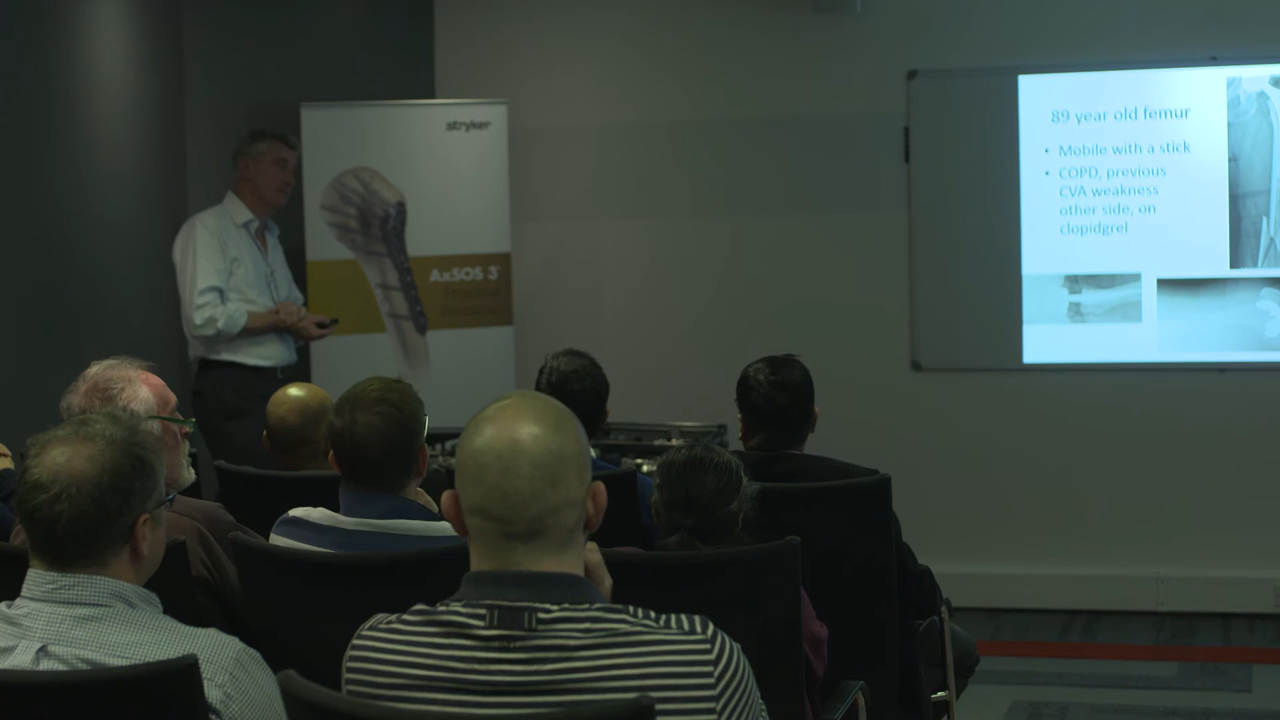 stryker
AxSOS 3
89 year old femur
• Mobile with a stick
• COPD, previous
CVA weakness
other side, on
clopidgrel